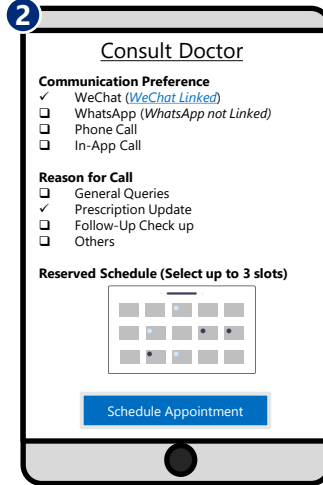 2
Consult Doctor
Communication Preference
✓ WeChat (WeChat Linked)
❑ WhatsApp (WhatsApp not Linked)
❑ Phone Call
❑ In-App Call
Reason for Call
❑ General Queries
✓ Prescription Update
❑ Follow-Up Check up
❑ Others
Reserved Schedule (Select up to 3 slots)
Schedule Appointment